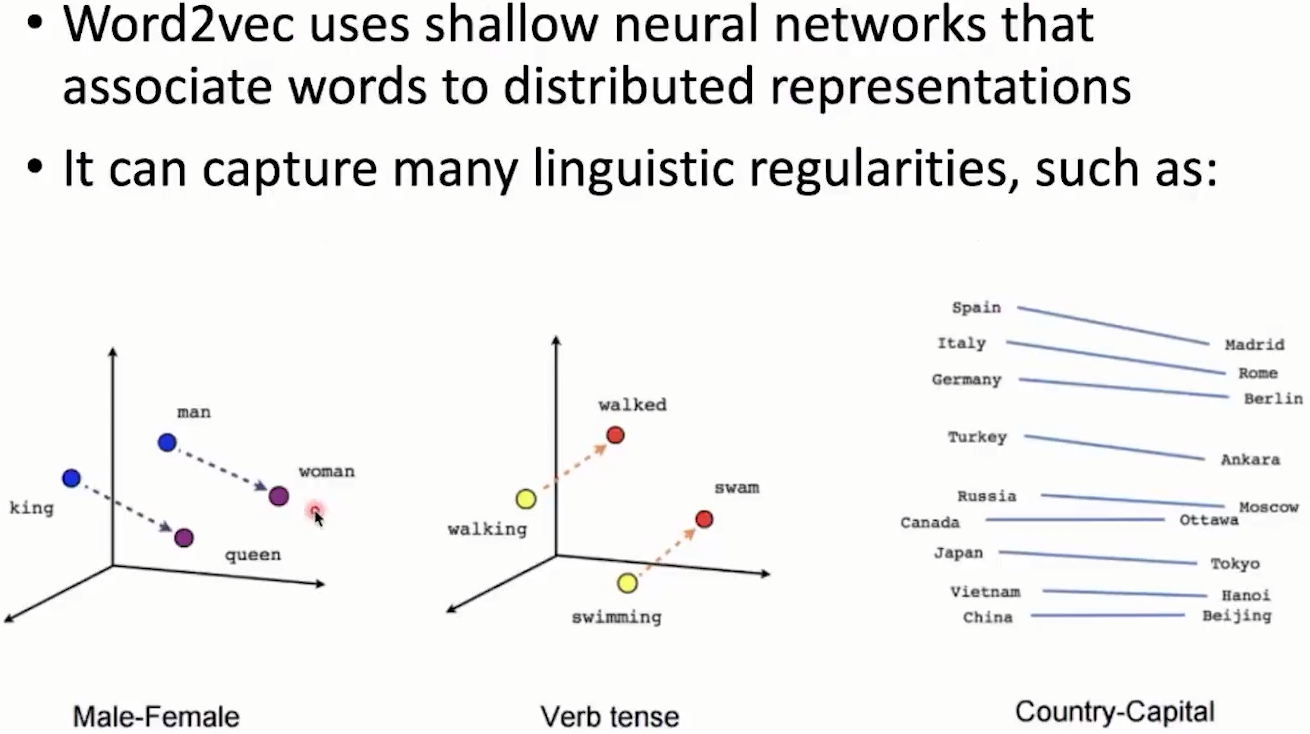 • Word2vec uses shallow neural networks that
associate words to distributed representations
• It can capture many linguistic regularities, such as:
man
woman
king
queen
Male-Female
walked
swam
walking
swimming
Verb tense
Spain
Madrid
Italy
Rome
Germany
Berlin
Turkey
Ankara
Russia
Moscow
Canada
Ottawa
Japan
Tokyo
Vietnam
Hanoi
China
Beijing
Country-Capital